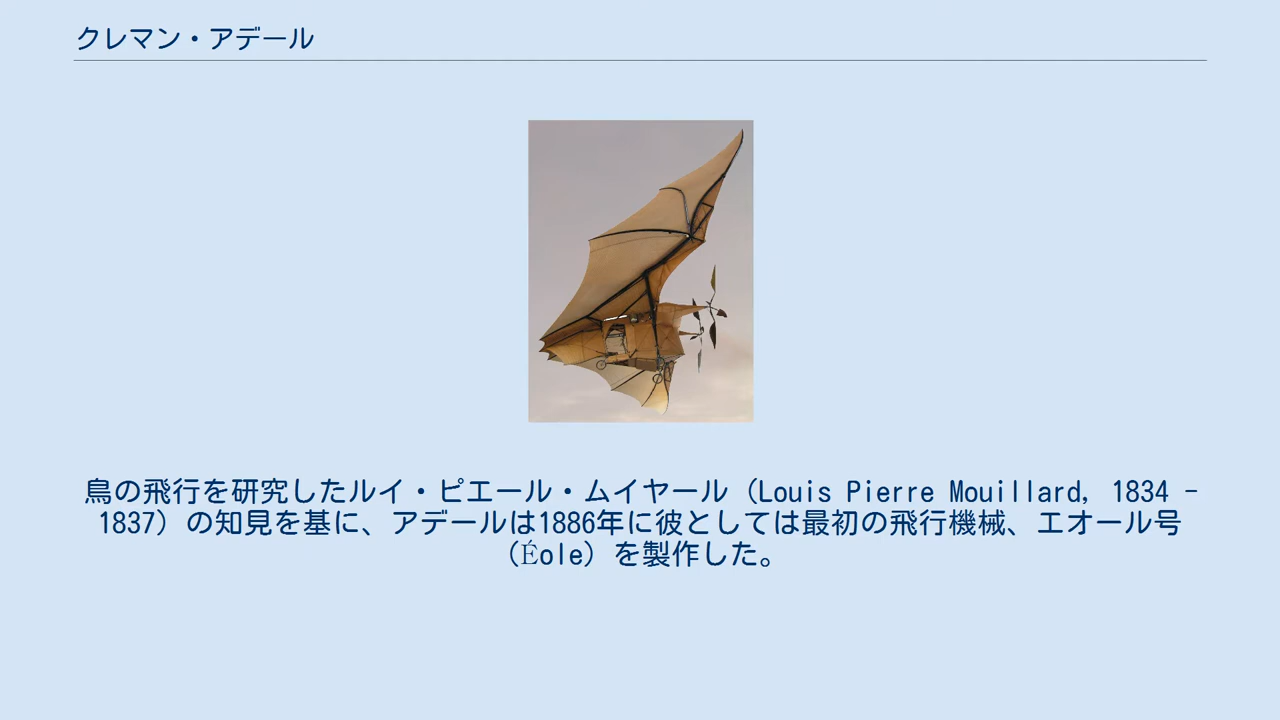 クレマン・アデール
鳥の飛行を研究したルイ・ピエール・ムイヤール（Louis Pierre Mouillard, 1834 -
1837）の知見を基に、アデールは1886年に彼としては最初の飛行機械、エオール号
（Éole）を製作した。